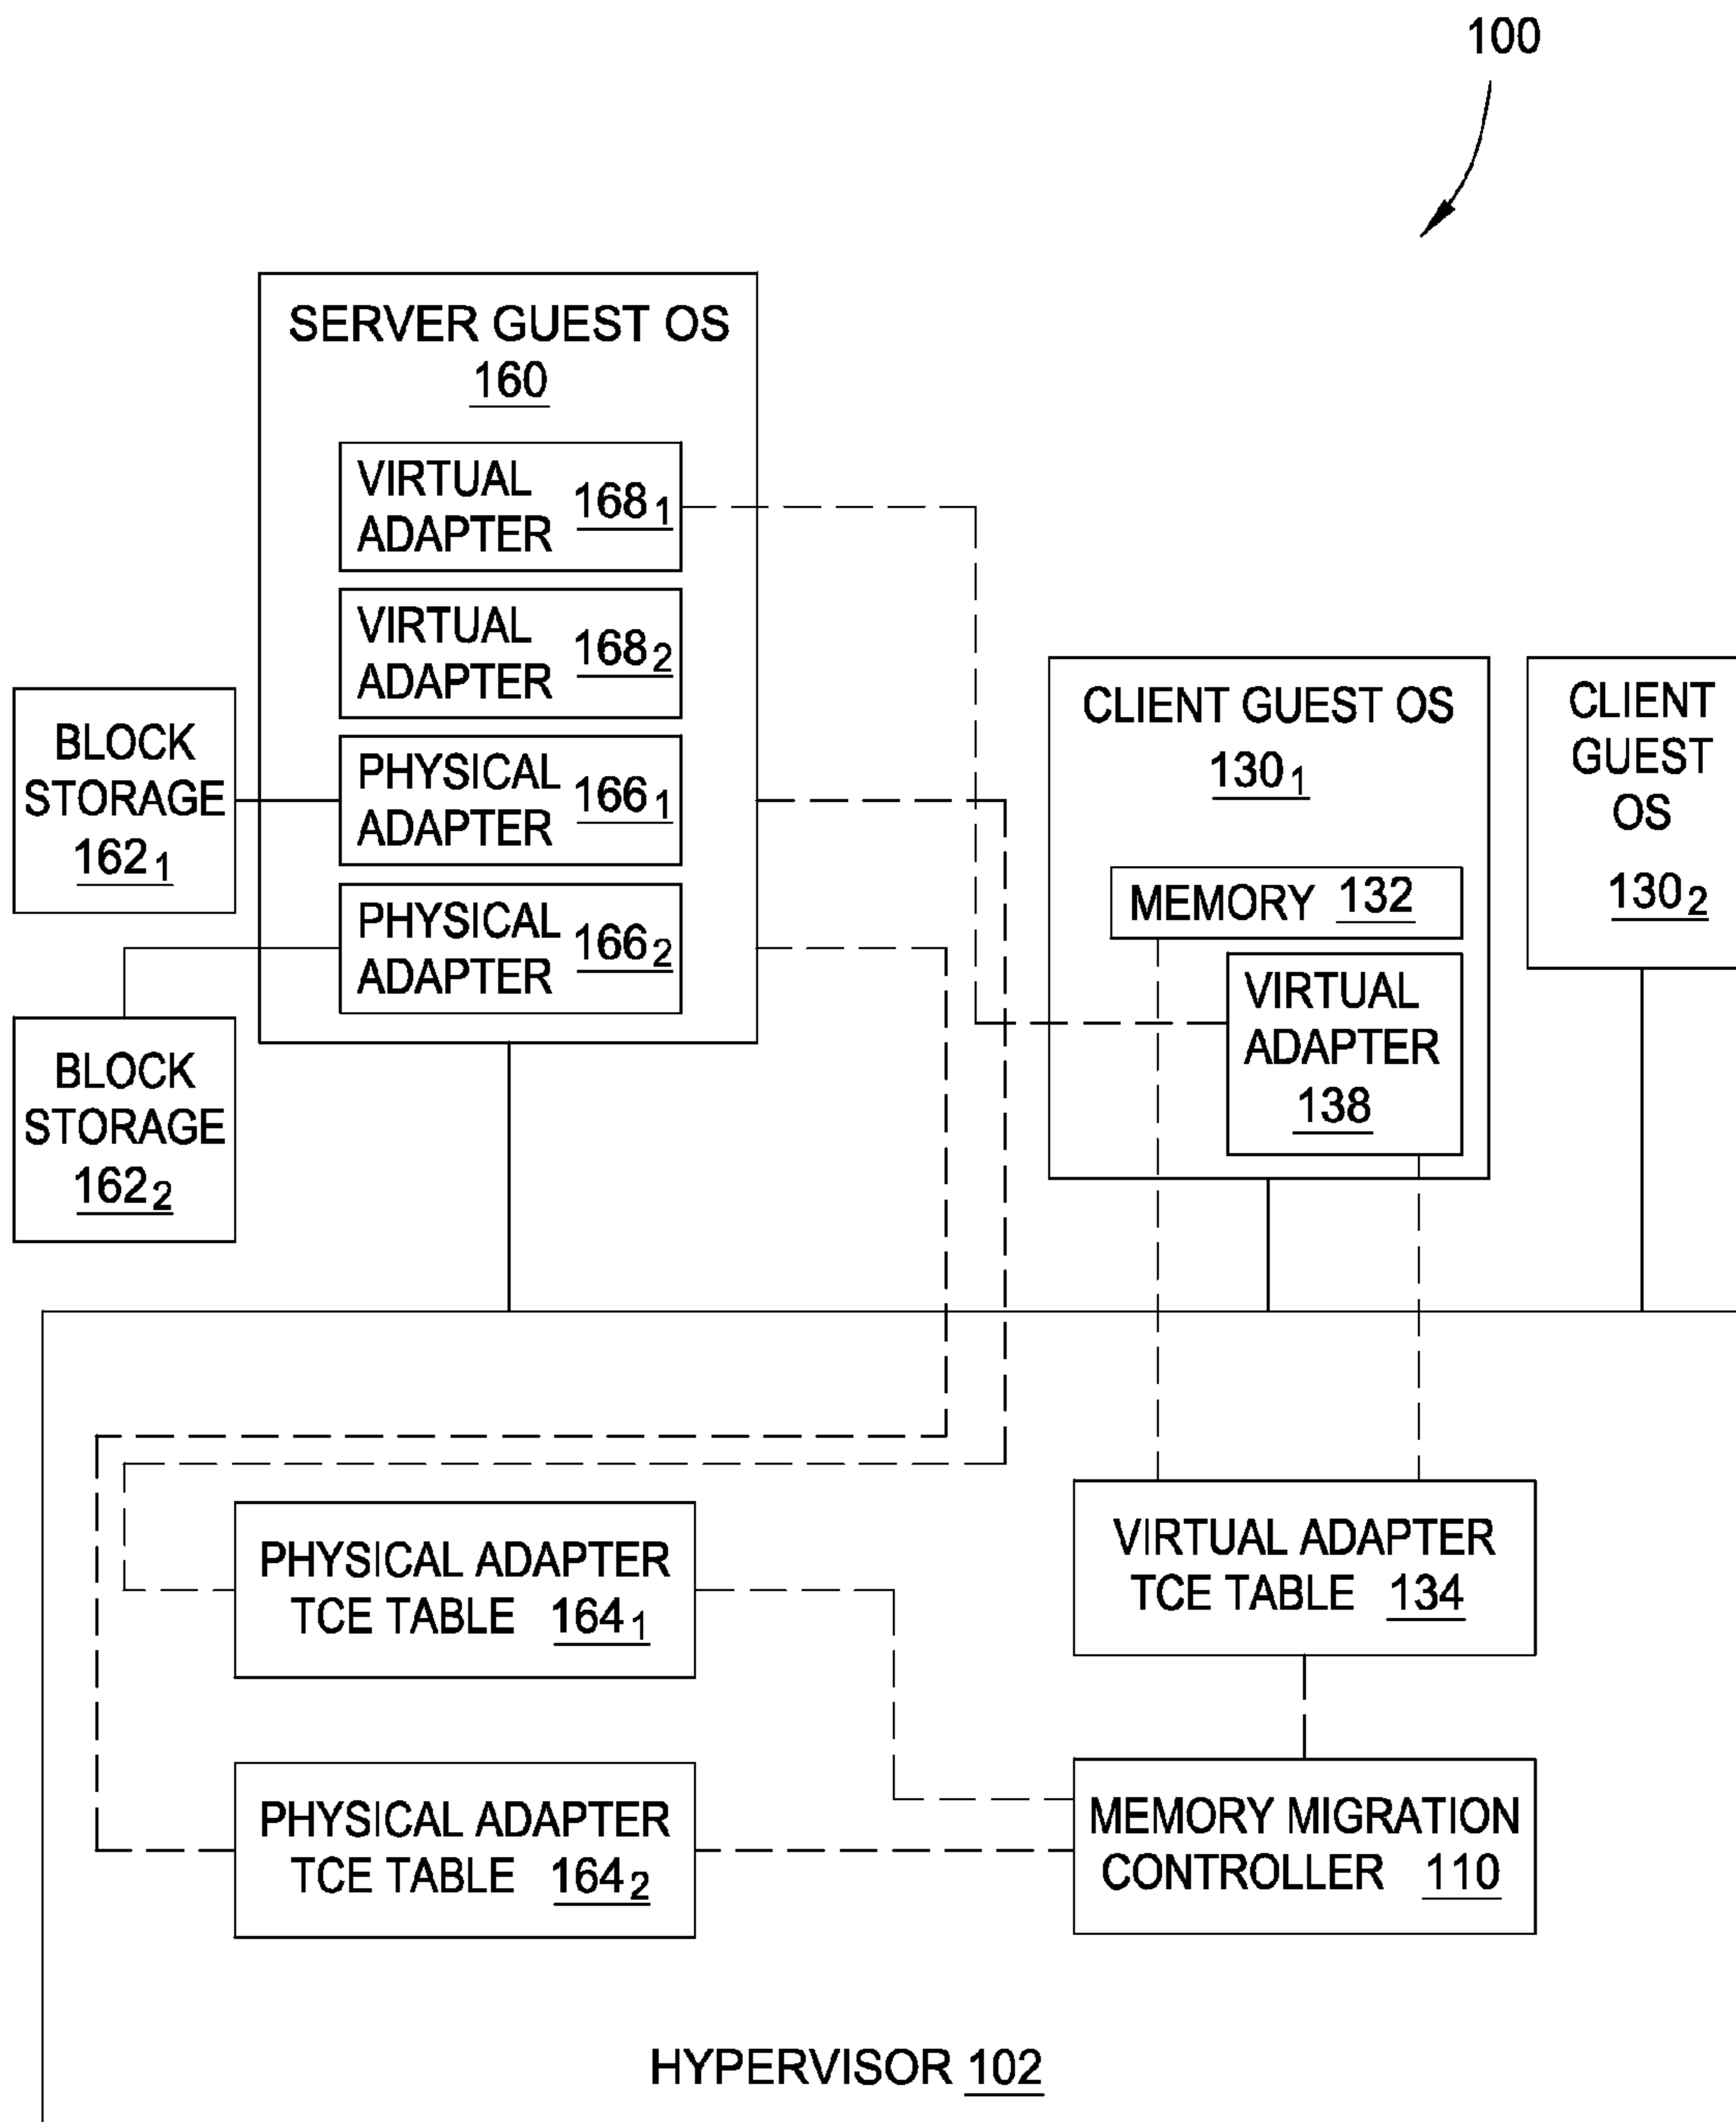 100
SERVER GUEST OS
160
VIRTUAL
ADAPTER 168₁
VIRTUAL
ADAPTER 168₂
PHYSICAL
ADAPTER 166₁
PHYSICAL
ADAPTER 166₂
BLOCK
STORAGE
162₁
BLOCK
STORAGE
162₂
CLIENT GUEST OS
130₁
MEMORY 132
VIRTUAL
ADAPTER
138
CLIENT
GUEST
OS
130₂
PHYSICAL ADAPTER
TCE TABLE 164₁
VIRTUAL ADAPTER
TCE TABLE 134
PHYSICAL ADAPTER
TCE TABLE 164₂
MEMORY MIGRATION
CONTROLLER 110
HYPERVISOR 102